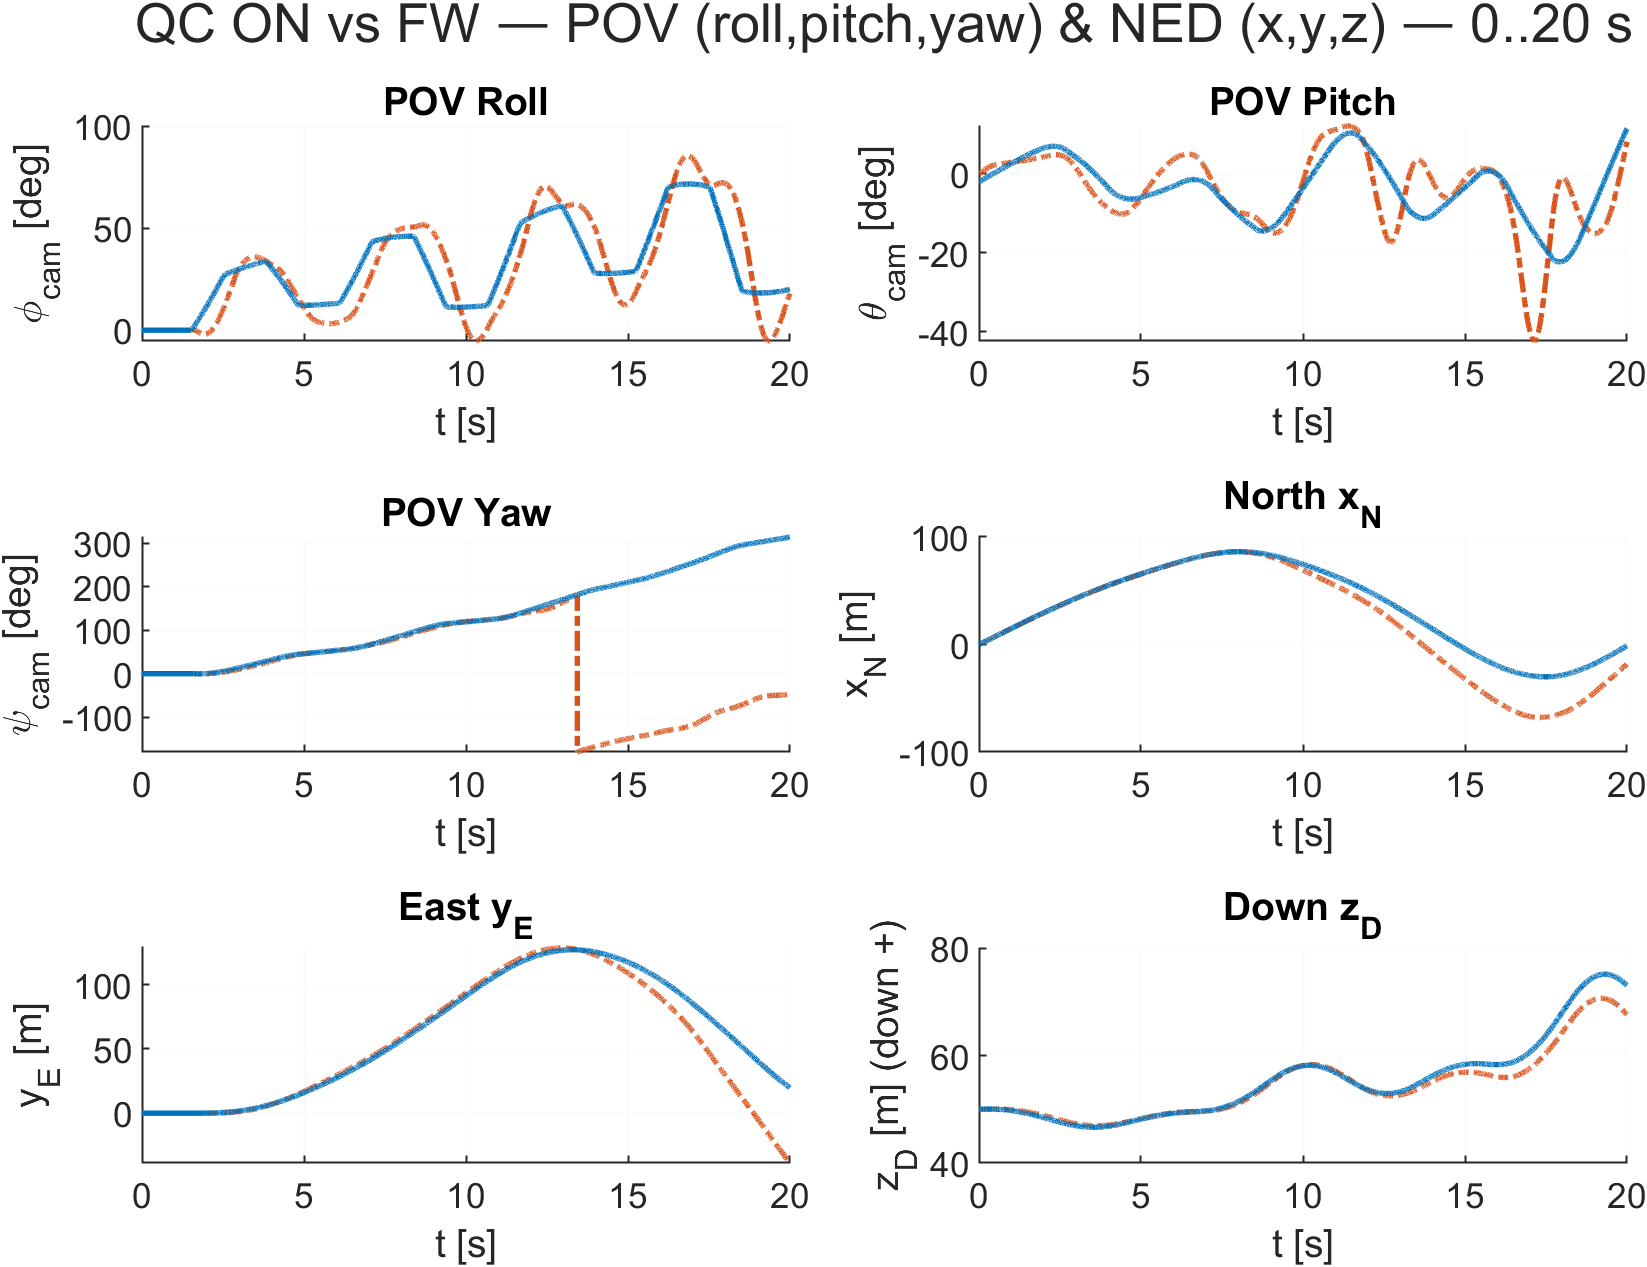 QC ON vs FW — POV (roll,pitch,yaw) & NED (x,y,z) — 0..20 s
POV Roll
ϕcam [deg]
100
50
0
0 5 10 15 20
t [s]
POV Pitch
θcam [deg]
0
-20
-40
0 5 10 15 20
t [s]
POV Yaw
ψcam [deg]
300
200
100
0
-100
0 5 10 15 20
t [s]
North xN
xN [m]
100
0
-100
0 5 10 15 20
t [s]
East yE
yE [m]
100
50
0
0 5 10 15 20
t [s]
Down zD
zD [m] (down +)
80
60
40
0 5 10 15 20
t [s]